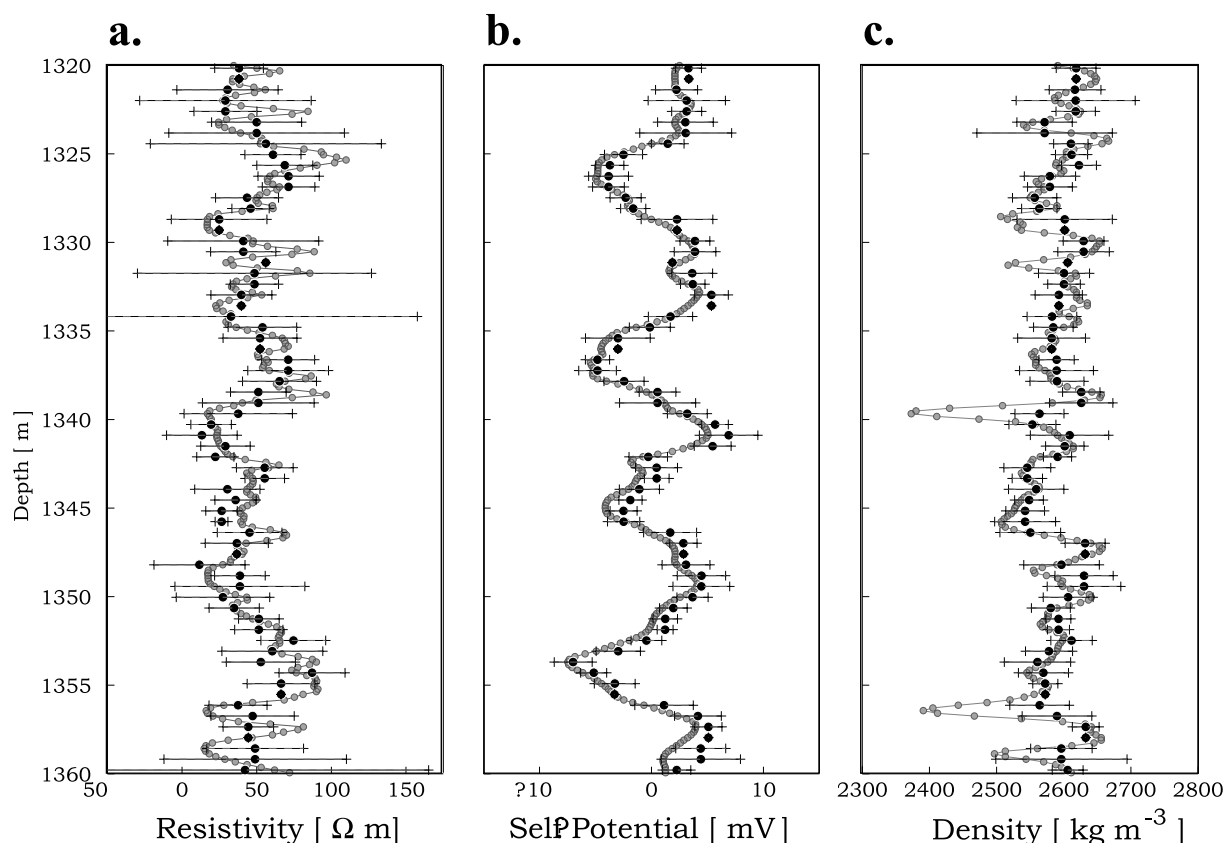 a. b. c.
1320
1325
1330
1335
1340
1345
1350
1355
1360
Depth [ m ]
50 0 50 100 150
?10 0 10
2300 2400 2500 2600 2700 2800
Resistivity [ Ω m]
Self?Potential [ mV ]
Density [ kg m-3 ]